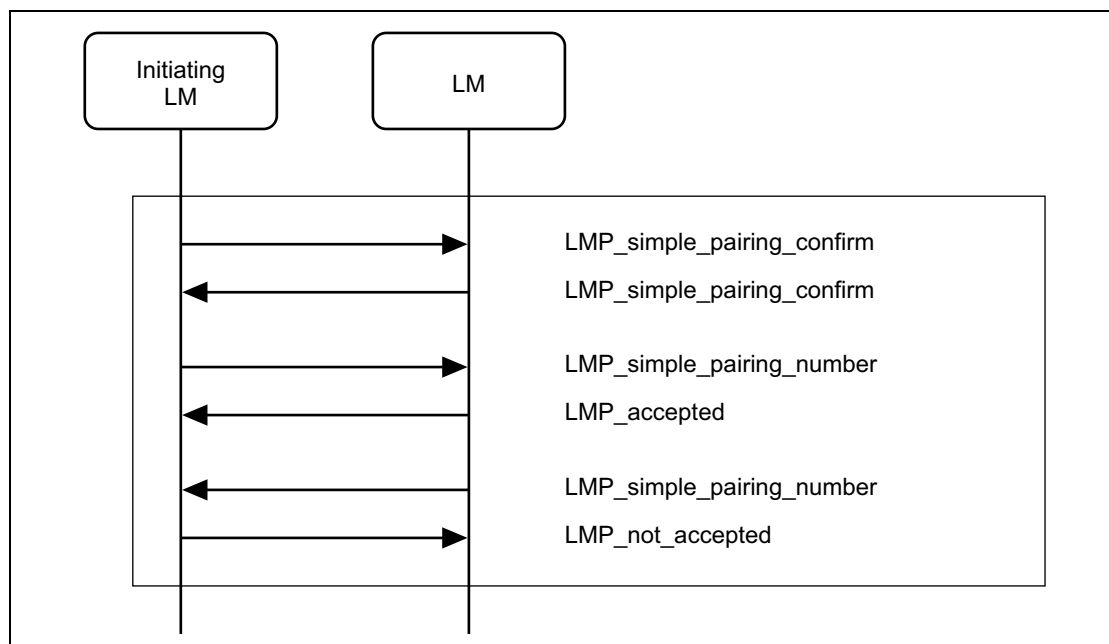 Initiating
LM
LM
LMP_simple_pairing_confirm
LMP_simple_pairing_confirm
LMP_simple_pairing_number
LMP_accepted
LMP_simple_pairing_number
LMP_not_accepted